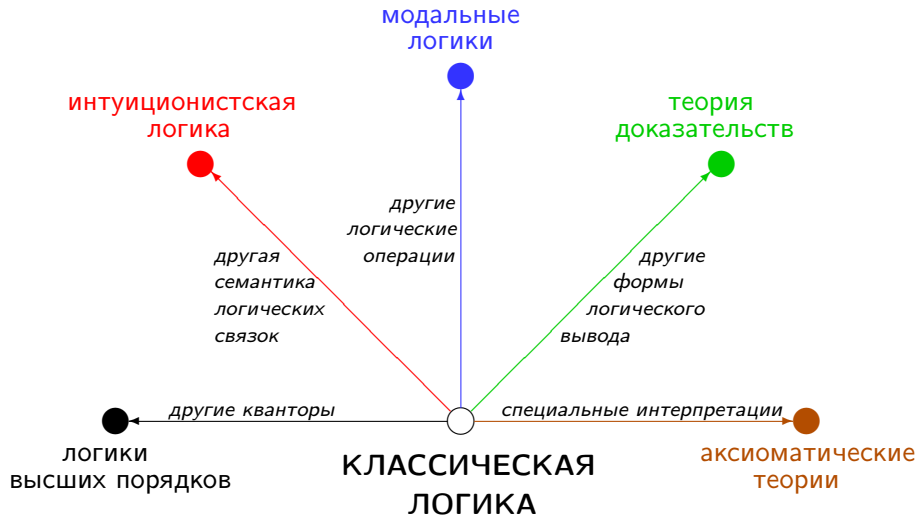 модальные
логики
интуиционистская
логика
теория
доказательств
другие
логические
операции
другая
семантика
логических
связок
другие
формы
логического
вывода
другие кванторы
специальные интерпретации
логики
высших порядков
КЛАССИЧЕСКАЯ
ЛОГИКА
аксиоматические
теории